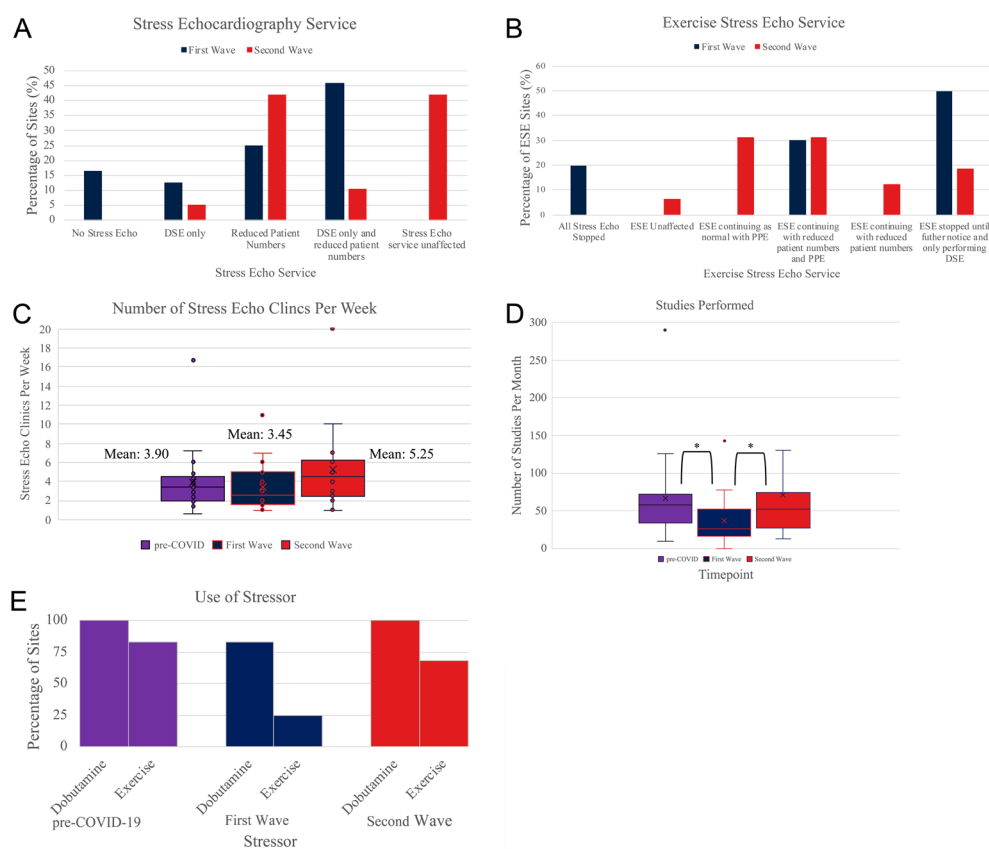 A
Stress Echocardiography Service
First Wave Second Wave
Percentage of Sites (%)
50
45
40
35
30
25
20
15
10
5
0
No Stress Echo
DSE only
Reduced Patient
Numbers
DSE only and
reduced patient
numbers
Stress Echo
service unaffected
Stress Echo Service
B
Exercise Stress Echo Service
First Wave Second Wave
Percentage of ESE Sites (%)
60
50
40
30
20
10
0
All Stress Echo
Stopped
ESE Unaffected
ESE continuing as
normal with PPE
ESE continuing
with reduced
patient numbers
and PPE
ESE continuing
with reduced
patient numbers
ESE stopped until
futher notice and
only performing
DSE
Exercise Stress Echo Service
C
Number of Stress Echo Clincs Per Week
Stress Echo Clinics Per Week
20
18
16
14
12
10
8
6
4
2
0
Mean: 3.90
Mean: 3.45
Mean: 5.25
pre-COVID First Wave Second Wave
D
Studies Performed
Number of Studies Per Month
300
250
200
150
100
50
0
* *
pre-COVID First Wave Second Wave
Timepoint
E
Use of Stressor
Percentage of Sites
100
75
50
25
0
Dobutamine
Exercise
Dobutamine
Exercise
Dobutamine
Exercise
pre-COVID-19
First Wave
Second Wave
Stressor